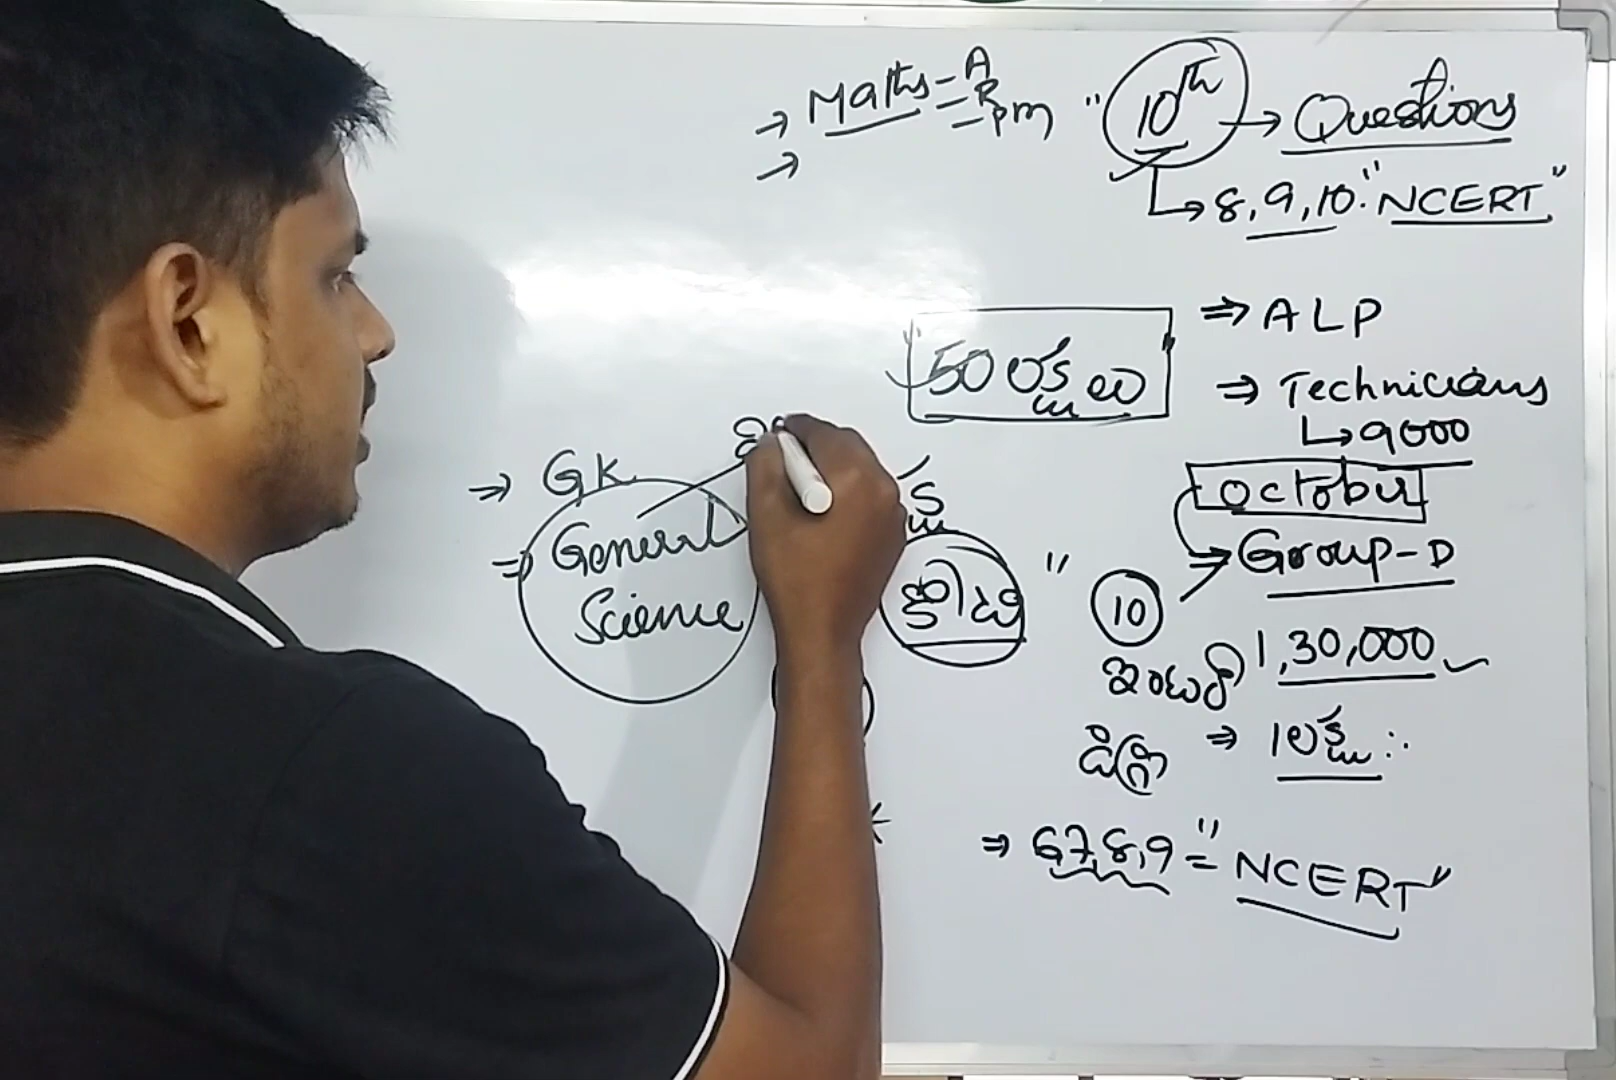 → Maths - A
- R
- Pm
→
" 10th → Questions
↳ 8, 9, 10. "NCERT"
"50 లక్షలు"
⇒ ALP
⇒ Technicians
↳ 9000
October
⇒ Group-D
→ GK
⇒ General
Science
కోటి "
10
ఇంటర్ 1,30,000 ✓
డిగ్రీ ⇒ 1 లక్ష
⇒ 6,7,8,9 = "NCERT"